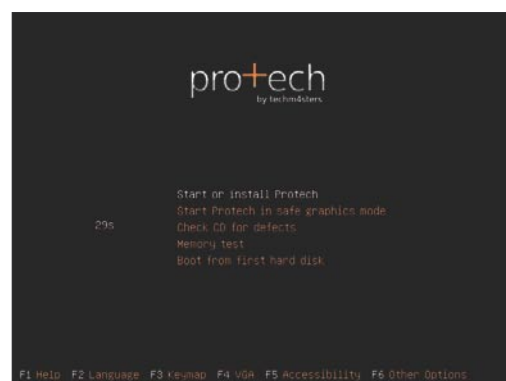 pro+ech
by techm4sters
Start or install Protech
Start Protech in safe graphics mode
29s
Check CD for defects
Memory test
Boot from first hard disk
F1 Help F2 Language F3 Keymap F4 VGA F5 Accessibility F6 Other Options